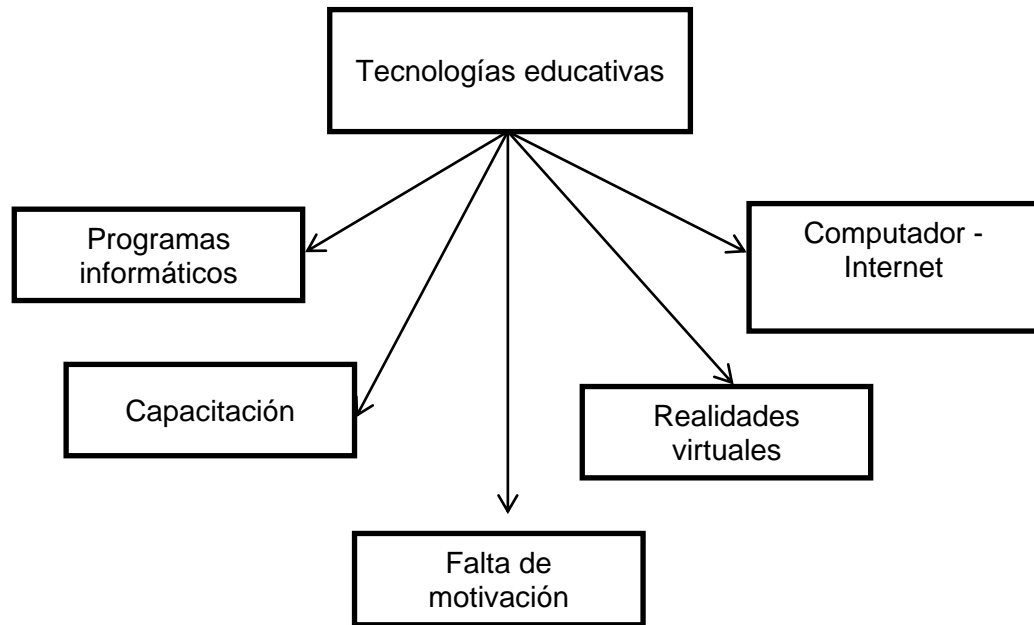 Tecnologías educativas
Programas
informáticos
Computador -
Internet
Capacitación
Realidades
virtuales
Falta de
motivación